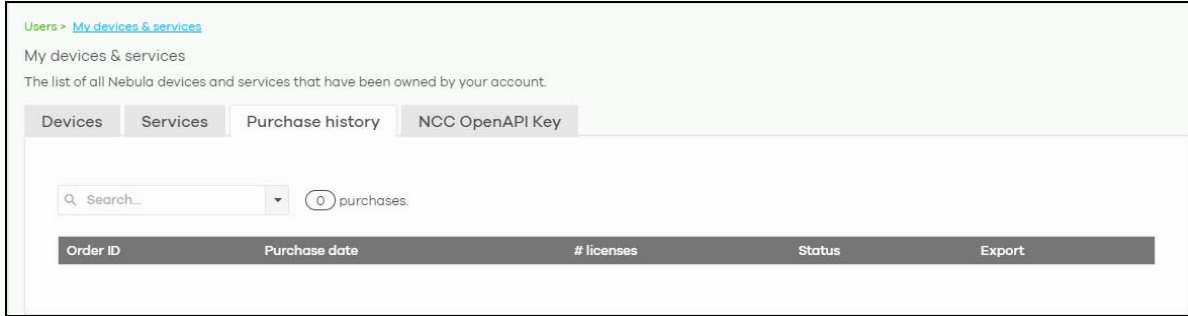 Users > My devices & services
My devices & services
The list of all Nebula devices and services that have been owned by your account.
Devices Services Purchase history NCC OpenAPI Key
Search... 0 purchases.
Order ID Purchase date # licenses Status Export